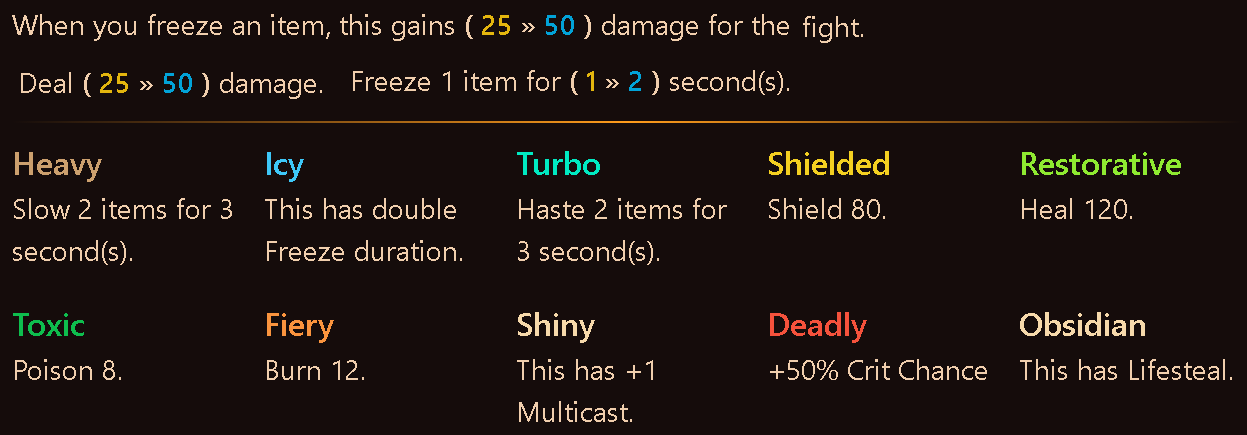 When you freeze an item, this gains ( 25 » 50 ) damage for the fight.
Deal ( 25 » 50 ) damage. Freeze 1 item for ( 1 » 2 ) second(s).
Heavy
Slow 2 items for 3
second(s).
Icy
This has double
Freeze duration.
Turbo
Haste 2 items for
3 second(s).
Shielded
Shield 80.
Restorative
Heal 120.
Toxic
Poison 8.
Fiery
Burn 12.
Shiny
This has +1
Multicast.
Deadly
+50% Crit Chance
Obsidian
This has Lifesteal.